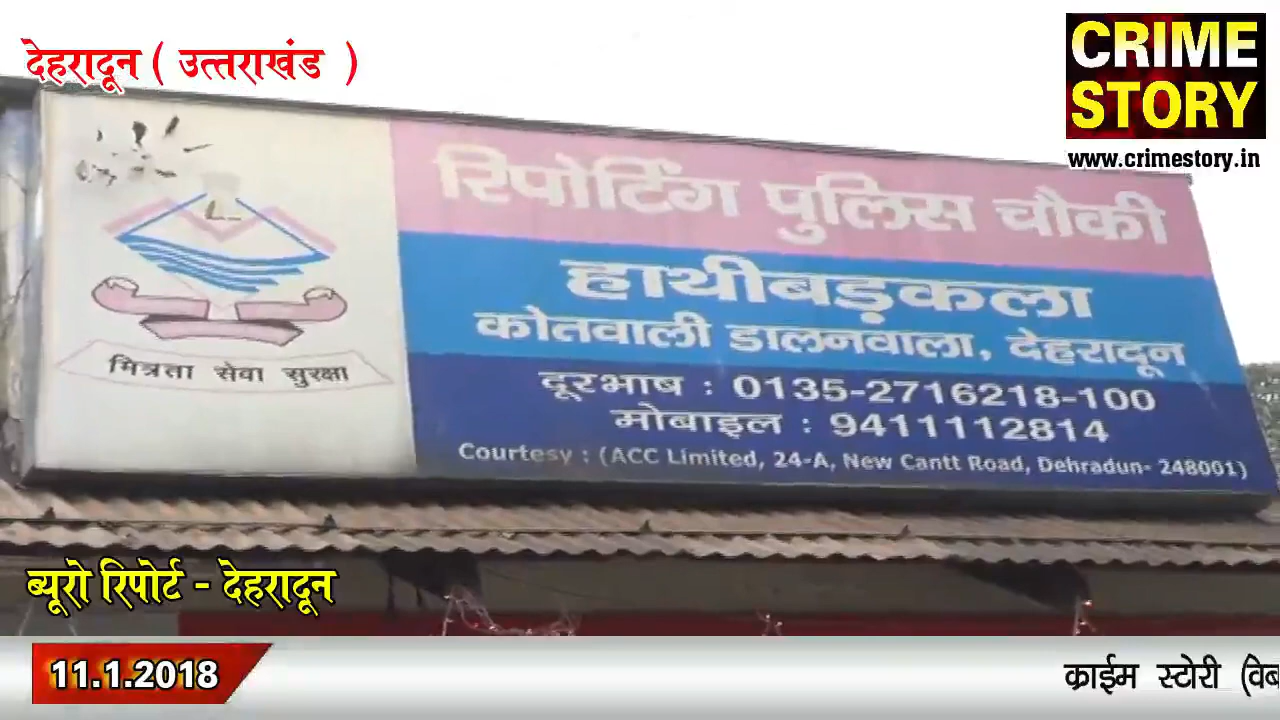 देहरादून ( उत्तराखंड )
CRIME
STORY
www.crimestory.in
रिपोर्टिंग पुलिस चौकी
हाथीबड़कला
कोतवाली डालनवाला, देहरादून
दूरभाष : 0135-2716218-100
मोबाइल : 9411112814
Courtesy : (ACC Limited, 24-A, New Cantt Road, Dehradun- 248001)
मित्रता सेवा सुरक्षा
ब्यूरो रिपोर्ट - देहरादून
11.1.2018
क्राईम स्टोरी (वेब